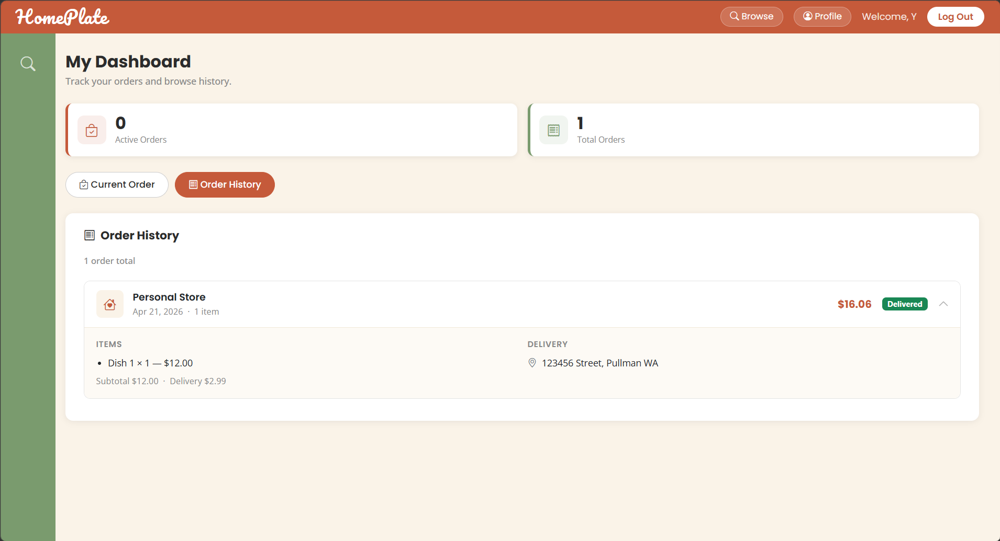 HomePlate
Browse
Profile
Welcome, Y
Log Out
My Dashboard
Track your orders and browse history.
0
Active Orders
1
Total Orders
Current Order
Order History
Order History
1 order total
Personal Store
Apr 21, 2026 · 1 item
$16.06
Delivered
ITEMS
• Dish 1 × 1 — $12.00
Subtotal $12.00 · Delivery $2.99
DELIVERY
123456 Street, Pullman WA